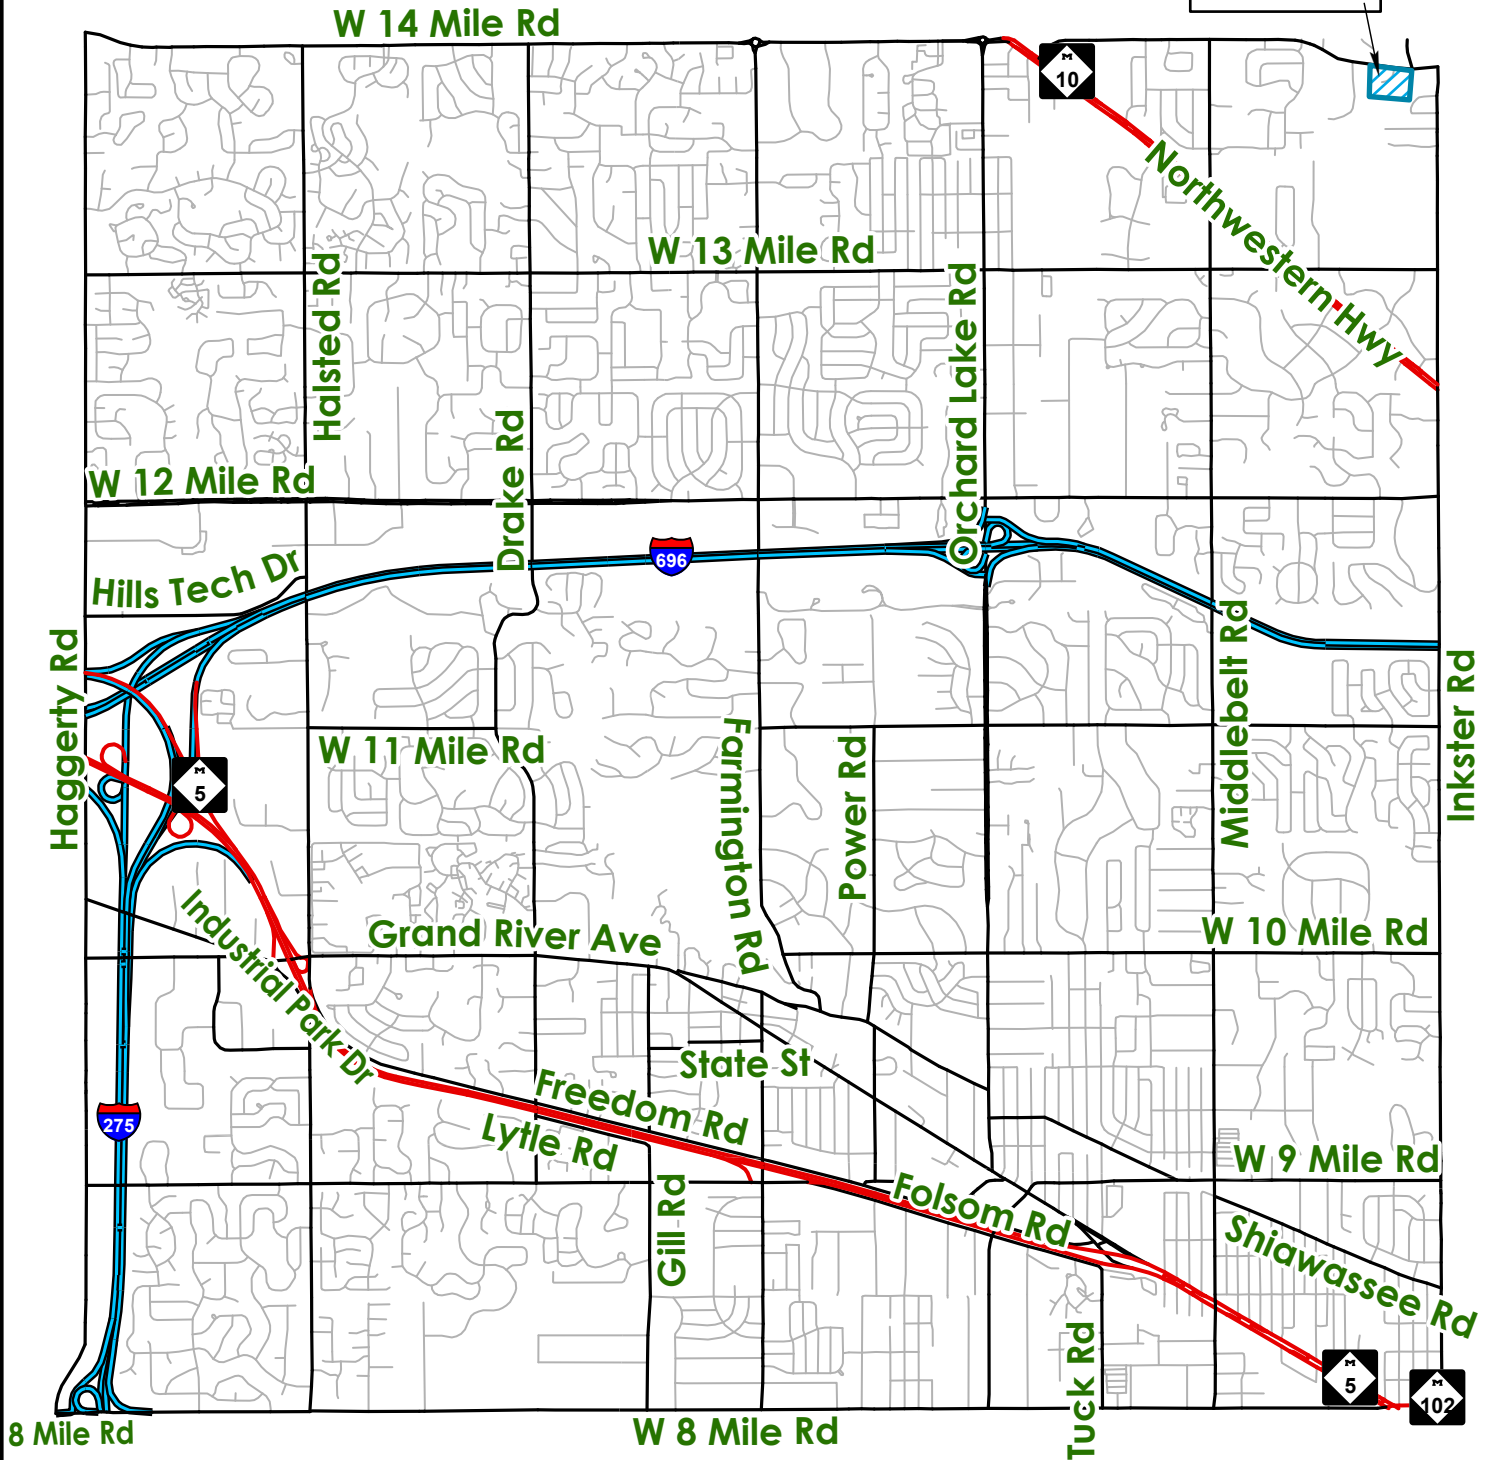 W 14 Mile Rd
M
10
Northwestern Hwy
W 13 Mile Rd
Halsted Rd
Orchard Lake Rd
Drake Rd
W 12 Mile Rd
696
Hills Tech Dr
Haggerty Rd
Middlebelt Rd
Inkster Rd
W 11 Mile Rd
Farmington Rd
Power Rd
M
5
Industrial Park Dr
Grand River Ave
W 10 Mile Rd
State St
Freedom Rd
Lytle Rd
275
W 9 Mile Rd
Folsom Rd
Gill Rd
Shiawassee Rd
Tuck Rd
M
5
M
102
8 Mile Rd
W 8 Mile Rd